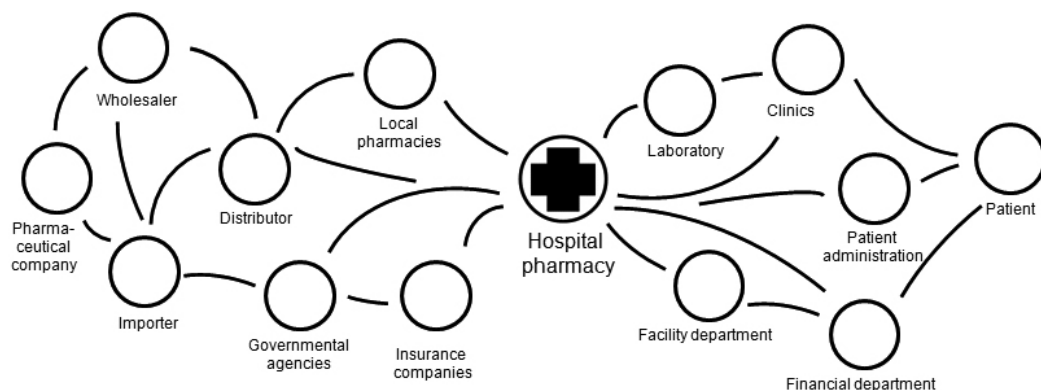 Wholesaler
Local
pharmacies
Clinics
Laboratory
Pharma-
ceutical
company
Distributor
Patient
Hospital
pharmacy
Patient
administration
Importer
Governmental
agencies
Insurance
companies
Facility department
Financial department